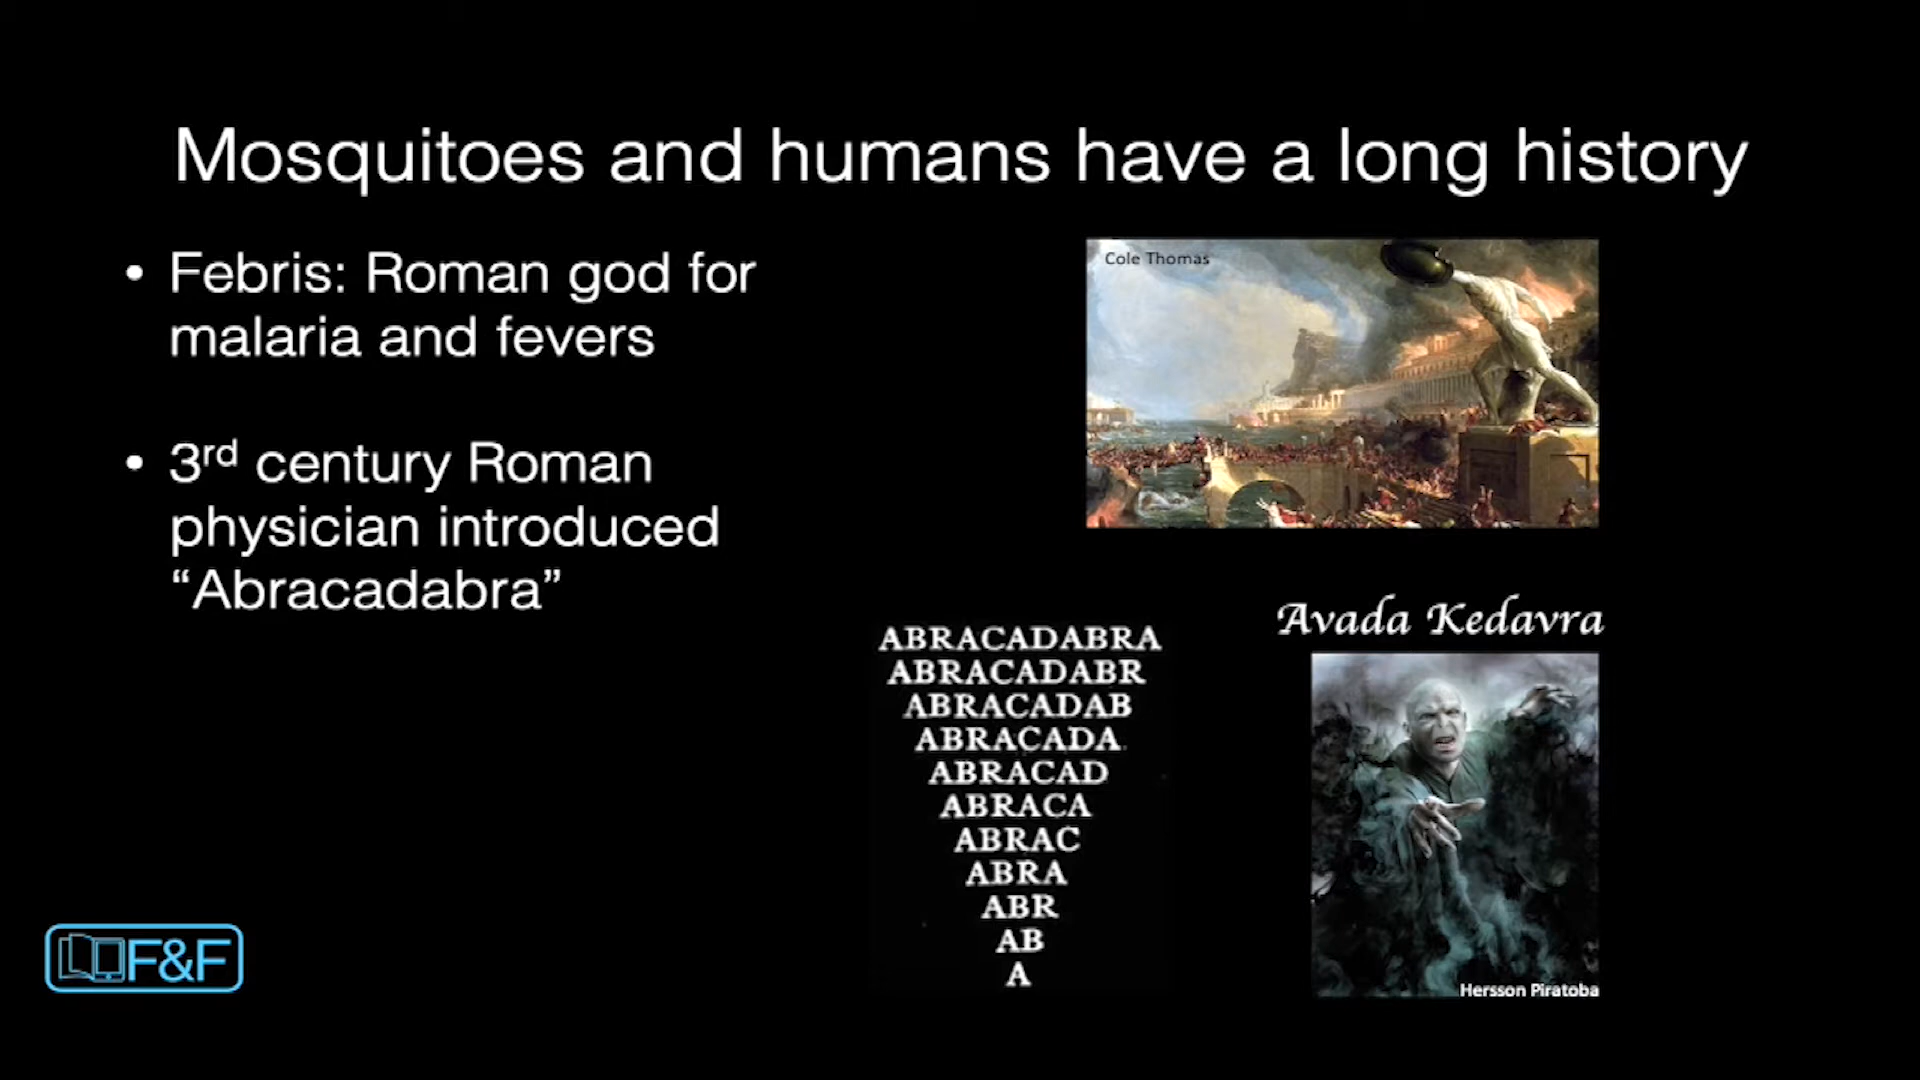 Mosquitoes and humans have a long history
• Febris: Roman god for
malaria and fevers
• 3rd century Roman
physician introduced
“Abracadabra”
Cole Thomas
ABRACADABRA
ABRACADABR
ABRACADAB
ABRACADA
ABRACAD
ABRACA
ABRAC
ABRA
ABR
AB
A
Avada Kedavra
Hersson Piratoba
F&F